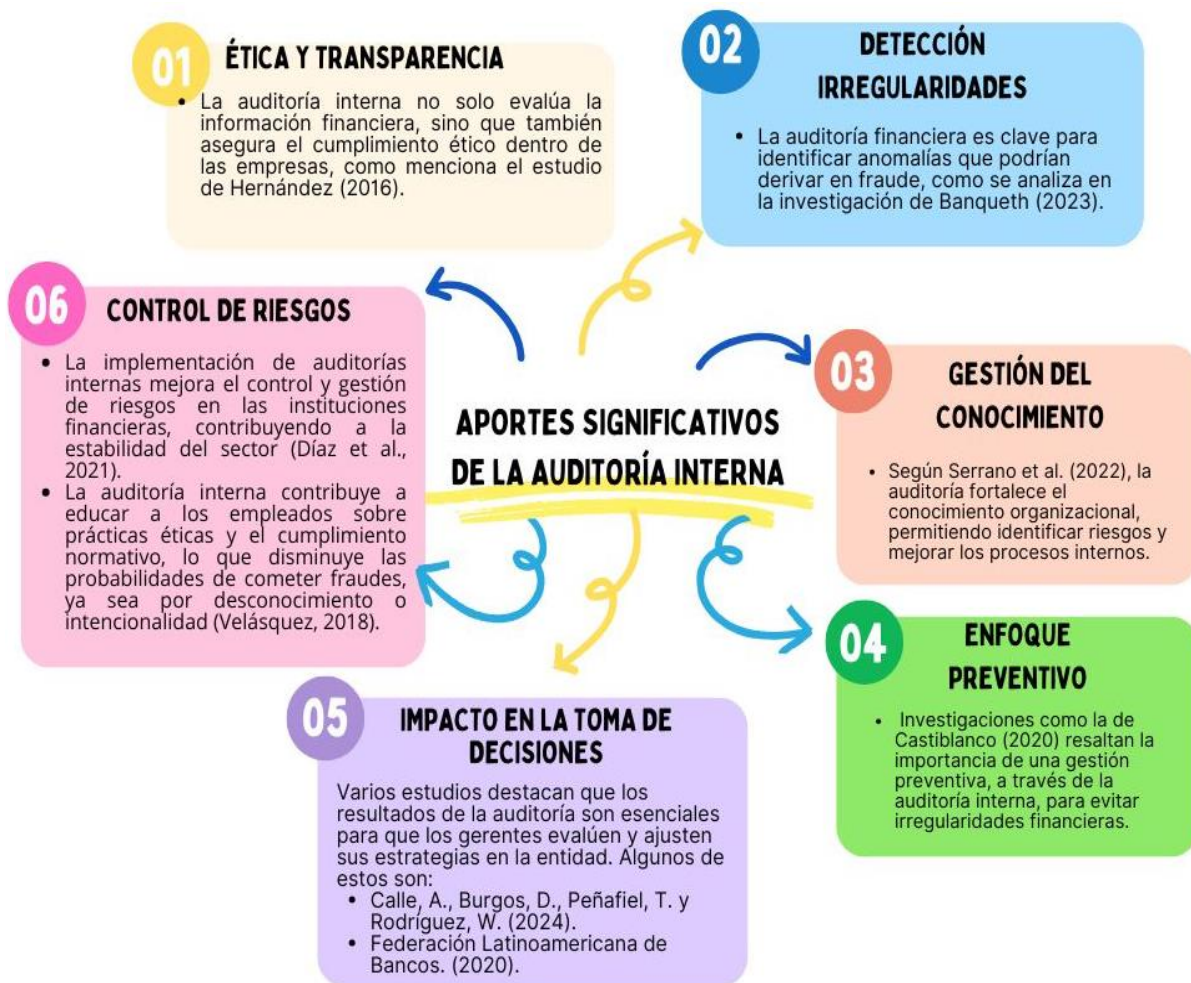 01
ÉTICA Y TRANSPARENCIA
• La auditoría interna no solo evalúa la
información financiera, sino que también
asegura el cumplimiento ético dentro de
las empresas, como menciona el estudio
de Hernández (2016).
02
DETECCIÓN
IRREGULARIDADES
• La auditoría financiera es clave para
identificar anomalías que podrían
derivar en fraude, como se analiza en
la investigación de Banqueth (2023).
APORTES SIGNIFICATIVOS
DE LA AUDITORÍA INTERNA
03
GESTIÓN DEL
CONOCIMIENTO
• Según Serrano et al. (2022), la
auditoría fortalece el
conocimiento organizacional,
permitiendo identificar riesgos y
mejorar los procesos internos.
04
ENFOQUE
PREVENTIVO
• Investigaciones como la de
Castiblanco (2020) resaltan la
importancia de una gestión
preventiva, a través de la
auditoría interna, para evitar
irregularidades financieras.
05
IMPACTO EN LA TOMA DE
DECISIONES
Varios estudios destacan que los
resultados de la auditoría son esenciales
para que los gerentes evalúen y ajusten
sus estrategias en la entidad. Algunos de
estos son:
• Calle, A., Burgos, D., Peñafiel, T. y
Rodríguez, W. (2024).
• Federación Latinoamericana de
Bancos. (2020).
06
CONTROL DE RIESGOS
• La implementación de auditorías
internas mejora el control y gestión
de riesgos en las instituciones
financieras, contribuyendo a la
estabilidad del sector (Díaz et al.,
2021).
• La auditoría interna contribuye a
educar a los empleados sobre
prácticas éticas y el cumplimiento
normativo, lo que disminuye las
probabilidades de cometer fraudes,
ya sea por desconocimiento o
intencionalidad (Velásquez, 2018).